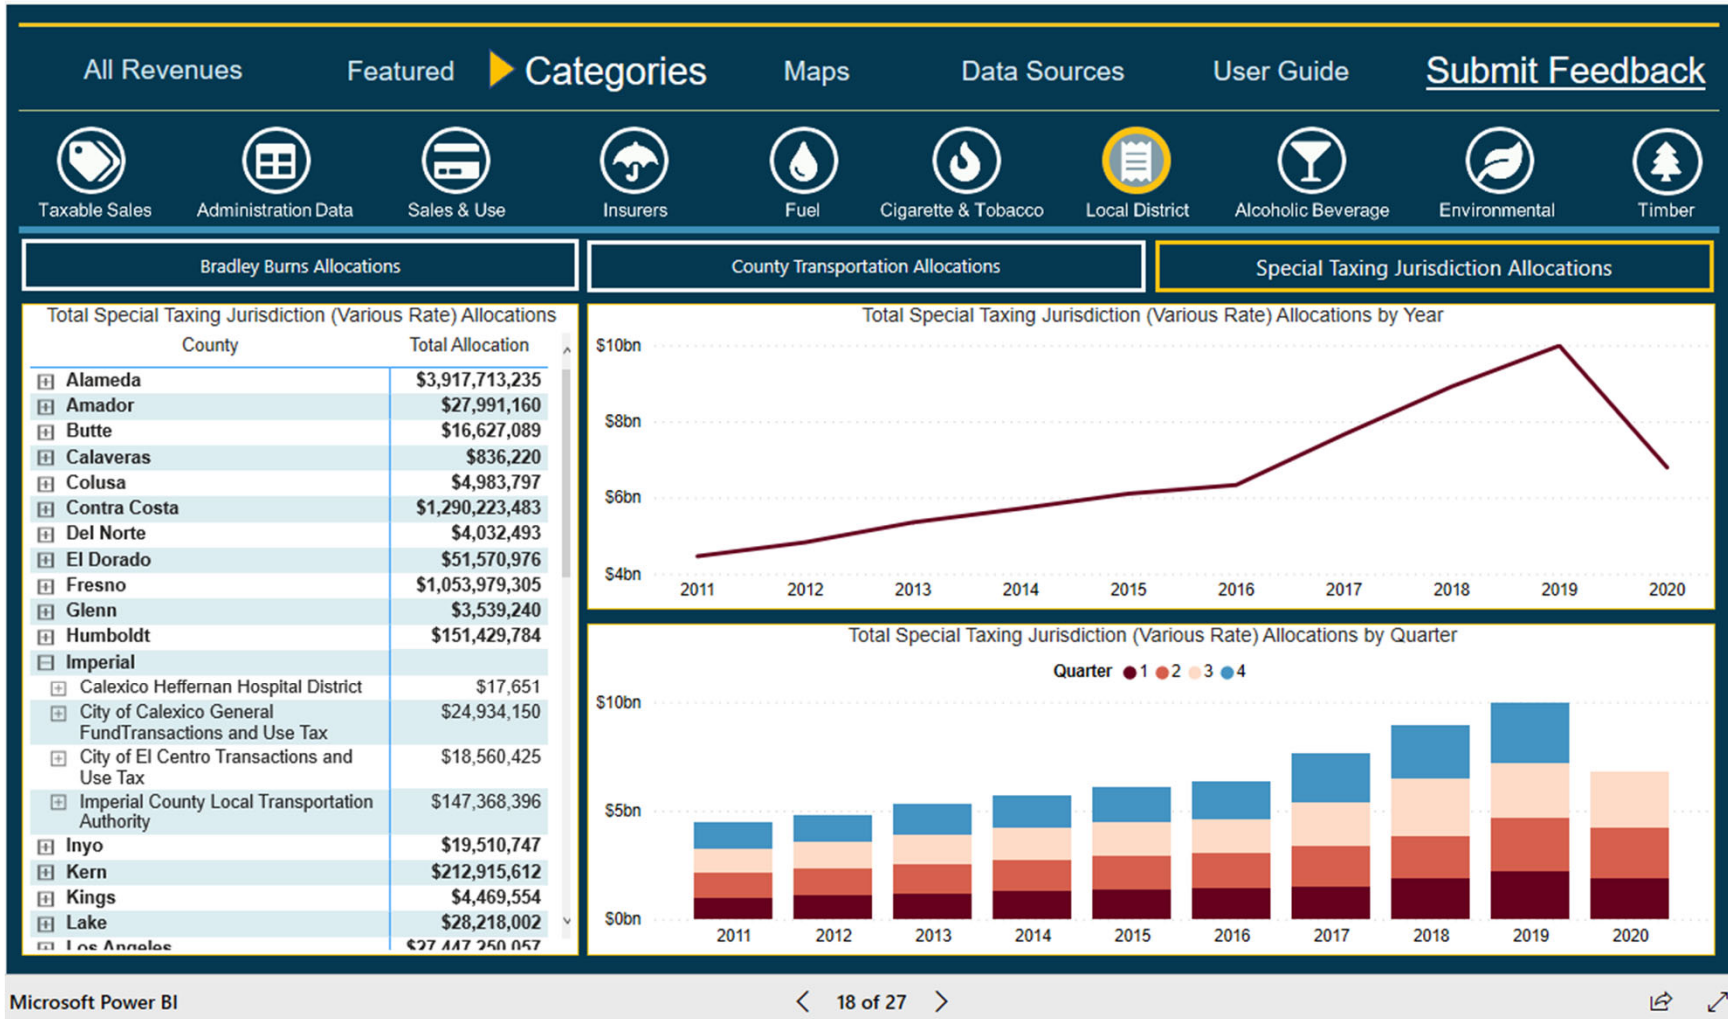 All Revenues
Featured
Categories
Maps
Data Sources
User Guide
Submit Feedback
Taxable Sales
Administration Data
Sales & Use
Insurers
Fuel
Cigarette & Tobacco
Local District
Alcoholic Beverage
Environmental
Timber
Bradley Burns Allocations
County Transportation Allocations
Special Taxing Jurisdiction Allocations
Total Special Taxing Jurisdiction (Various Rate) Allocations
County Total Allocation
Alameda $3,917,713,235
Amador $27,991,160
Butte $16,627,089
Calaveras $836,220
Colusa $4,983,797
Contra Costa $1,290,223,483
Del Norte $4,032,493
El Dorado $51,570,976
Fresno $1,053,979,305
Glenn $3,539,240
Humboldt $151,429,784
Imperial
Calexico Heffernan Hospital District $17,651
City of Calexico General $24,934,150
FundTransactions and Use Tax
City of El Centro Transactions and $18,560,425
Use Tax
Imperial County Local Transportation $147,368,396
Authority
Inyo $19,510,747
Kern $212,915,612
Kings $4,469,554
Lake $28,218,002
Los Angeles $27,447,250,057
Total Special Taxing Jurisdiction (Various Rate) Allocations by Year
$10bn
$8bn
$6bn
$4bn
2011 2012 2013 2014 2015 2016 2017 2018 2019 2020
Total Special Taxing Jurisdiction (Various Rate) Allocations by Quarter
Quarter 1 2 3 4
$10bn
$5bn
$0bn
2011 2012 2013 2014 2015 2016 2017 2018 2019 2020
Microsoft Power BI
18 of 27